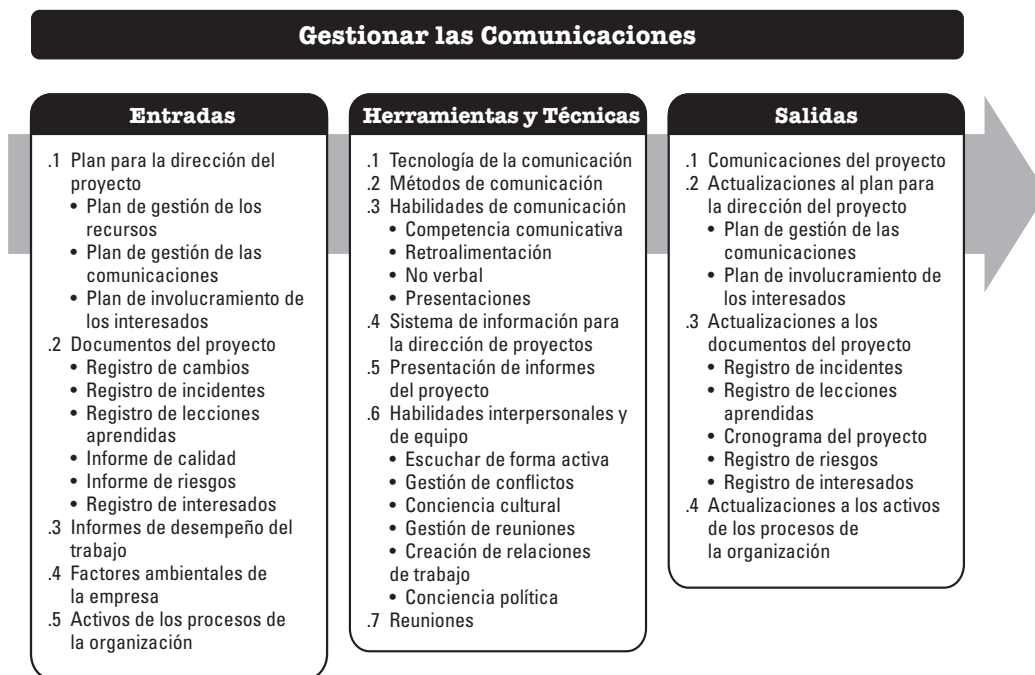 Gestionar las Comunicaciones
Entradas
.1 Plan para la dirección del
proyecto
• Plan de gestión de los
recursos
• Plan de gestión de las
comunicaciones
• Plan de involucramiento de
los interesados
.2 Documentos del proyecto
• Registro de cambios
• Registro de incidentes
• Registro de lecciones
aprendidas
• Informe de calidad
• Informe de riesgos
• Registro de interesados
.3 Informes de desempeño del
trabajo
.4 Factores ambientales de
la empresa
.5 Activos de los procesos de
la organización
Herramientas y Técnicas
.1 Tecnología de la comunicación
.2 Métodos de comunicación
.3 Habilidades de comunicación
• Competencia comunicativa
• Retroalimentación
• No verbal
• Presentaciones
.4 Sistema de información para
la dirección de proyectos
.5 Presentación de informes
del proyecto
.6 Habilidades interpersonales y
de equipo
• Escuchar de forma activa
• Gestión de conflictos
• Conciencia cultural
• Gestión de reuniones
• Creación de relaciones
de trabajo
• Conciencia política
.7 Reuniones
Salidas
.1 Comunicaciones del proyecto
.2 Actualizaciones al plan para
la dirección del proyecto
• Plan de gestión de las
comunicaciones
• Plan de involucramiento de
los interesados
.3 Actualizaciones a los
documentos del proyecto
• Registro de incidentes
• Registro de lecciones
aprendidas
• Cronograma del proyecto
• Registro de riesgos
• Registro de interesados
.4 Actualizaciones a los activos
de los procesos de
la organización